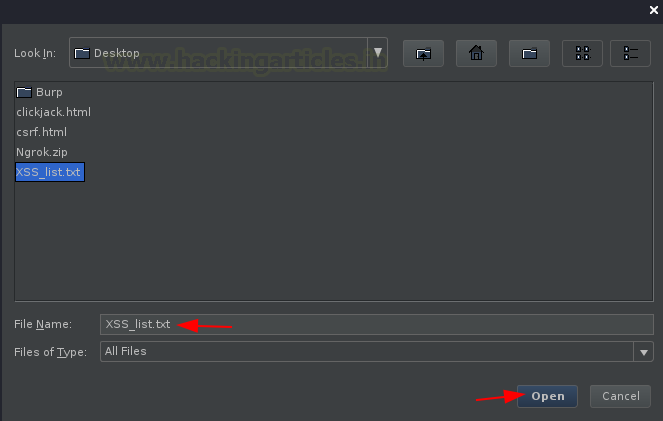 Look In:
Desktop
www.hackingarticles.in
Burp
clickjack.html
csrf.html
Ngrok.zip
XSS_list.txt
File Name:
XSS_list.txt
Files of Type:
All Files
Open
Cancel